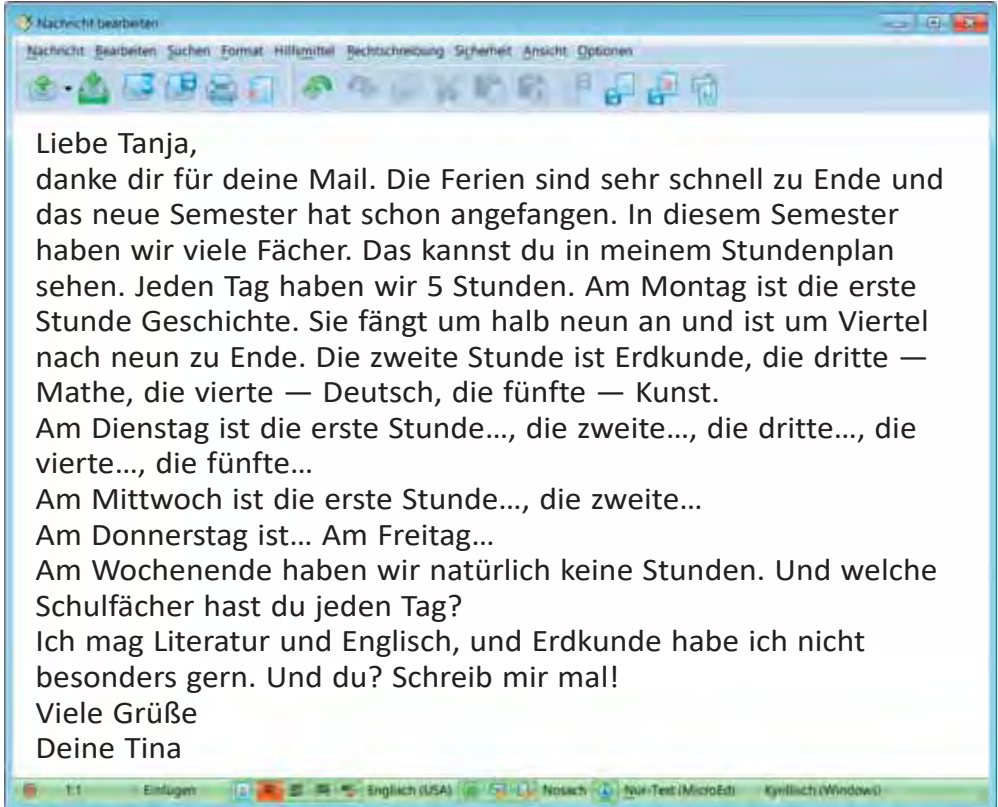 Nachricht bearbeiten
Nachricht Bearbeiten Suchen Format Hilfsmittel Rechtschreibung Sicherheit Ansicht Optionen
Liebe Tanja,
danke dir für deine Mail. Die Ferien sind sehr schnell zu Ende und
das neue Semester hat schon angefangen. In diesem Semester
haben wir viele Fächer. Das kannst du in meinem Stundenplan
sehen. Jeden Tag haben wir 5 Stunden. Am Montag ist die erste
Stunde Geschichte. Sie fängt um halb neun an und ist um Viertel
nach neun zu Ende. Die zweite Stunde ist Erdkunde, die dritte —
Mathe, die vierte — Deutsch, die fünfte — Kunst.
Am Dienstag ist die erste Stunde…, die zweite…, die dritte…, die
vierte…, die fünfte…
Am Mittwoch ist die erste Stunde…, die zweite…
Am Donnerstag ist… Am Freitag…
Am Wochenende haben wir natürlich keine Stunden. Und welche
Schulfächer hast du jeden Tag?
Ich mag Literatur und Englisch, und Erdkunde habe ich nicht
besonders gern. Und du? Schreib mir mal!
Viele Grüße
Deine Tina
1:1 Einfügen Englisch (USA) Nosach Nur-Text (MicroEd) Kyrillisch (Windows)